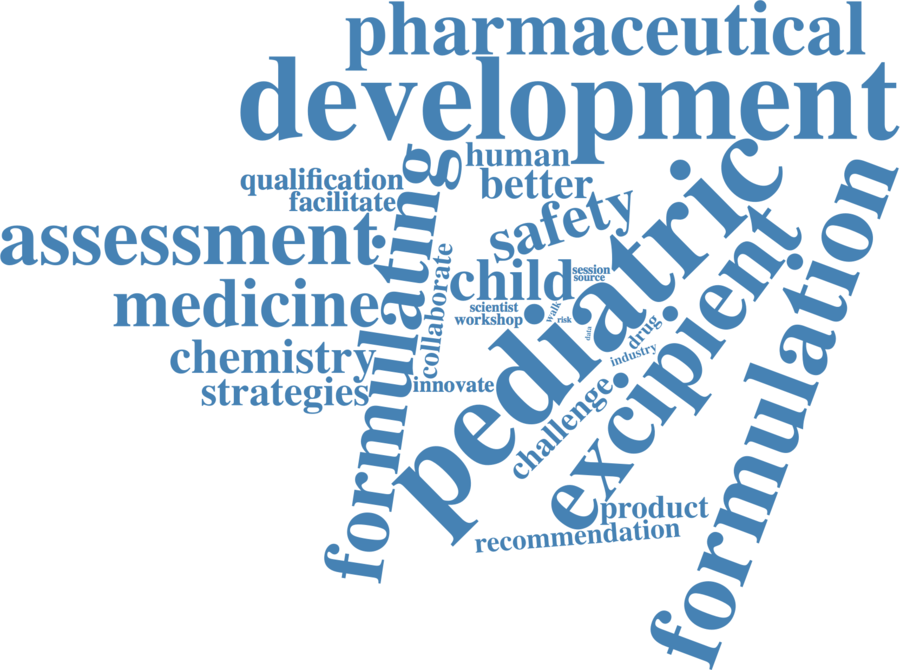 pharmaceutical
development
human
qualification
better
facilitate
formulating
safety
pediatric
formulation
assessment
excipient
collaborate
child
session
source
medicine
scientist
walk
workshop
risk
data
drug
chemistry
industry
strategies
innovate
challenge
product
recommendation